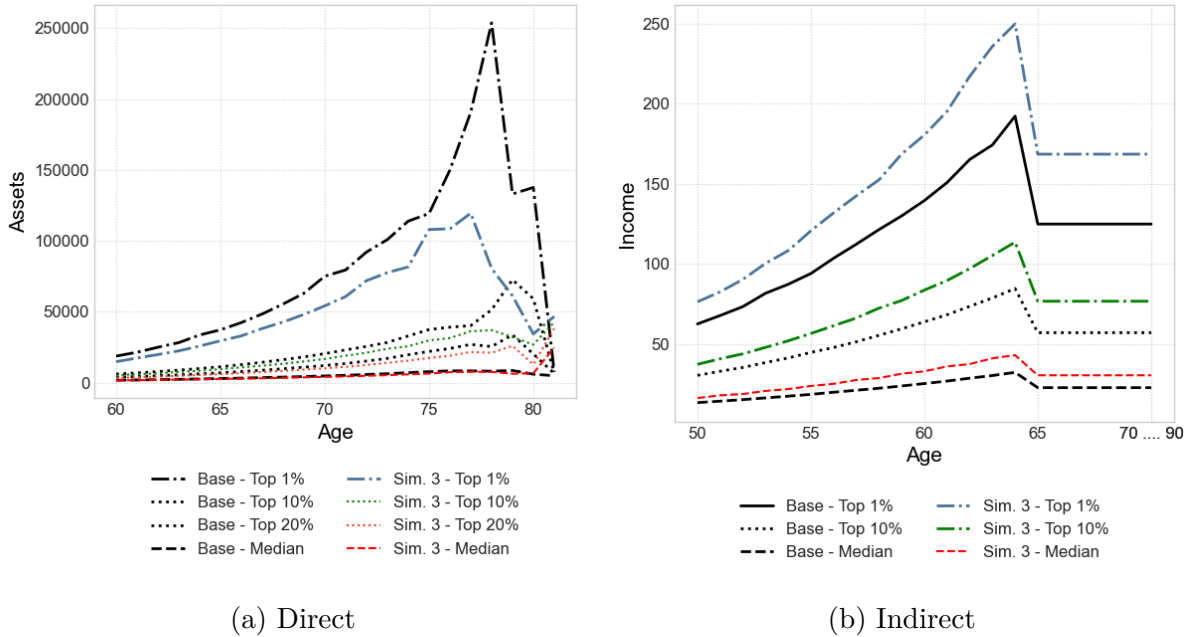 250000
200000
150000
100000
50000
0
Assets
60
65
70
75
80
Age
Base - Top 1%
Base - Top 10%
Base - Top 20%
Base - Median
Sim. 3 - Top 1%
Sim. 3 - Top 10%
Sim. 3 - Top 20%
Sim. 3 - Median
(a) Direct
250
200
150
100
50
Income
50
55
60
65
70 .... 90
Age
Base - Top 1%
Base - Top 10%
Base - Median
Sim. 3 - Top 1%
Sim. 3 - Top 10%
Sim. 3 - Median
(b) Indirect